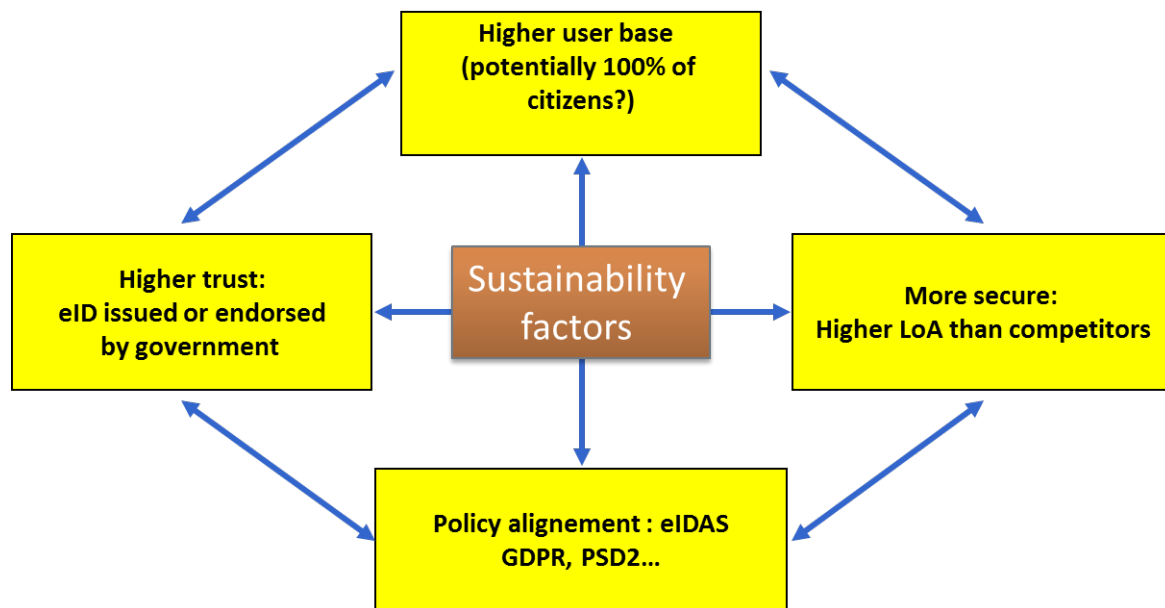 Higher user base
(potentially 100% of
citizens?)
Higher trust:
eID issued or endorsed
by government
Sustainability
factors
More secure:
Higher LoA than competitors
Policy alignement : eIDAS
GDPR, PSD2...